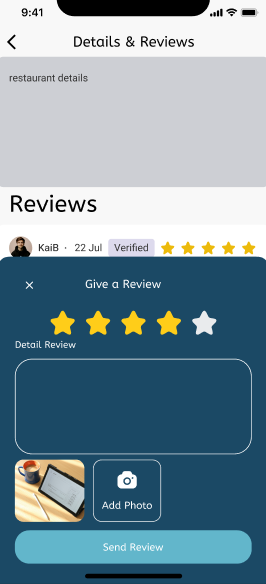 9:41
Details & Reviews
restaurant details
Reviews
KaiB · 22 Jul Verified
Give a Review
Detail Review
Add Photo
Send Review